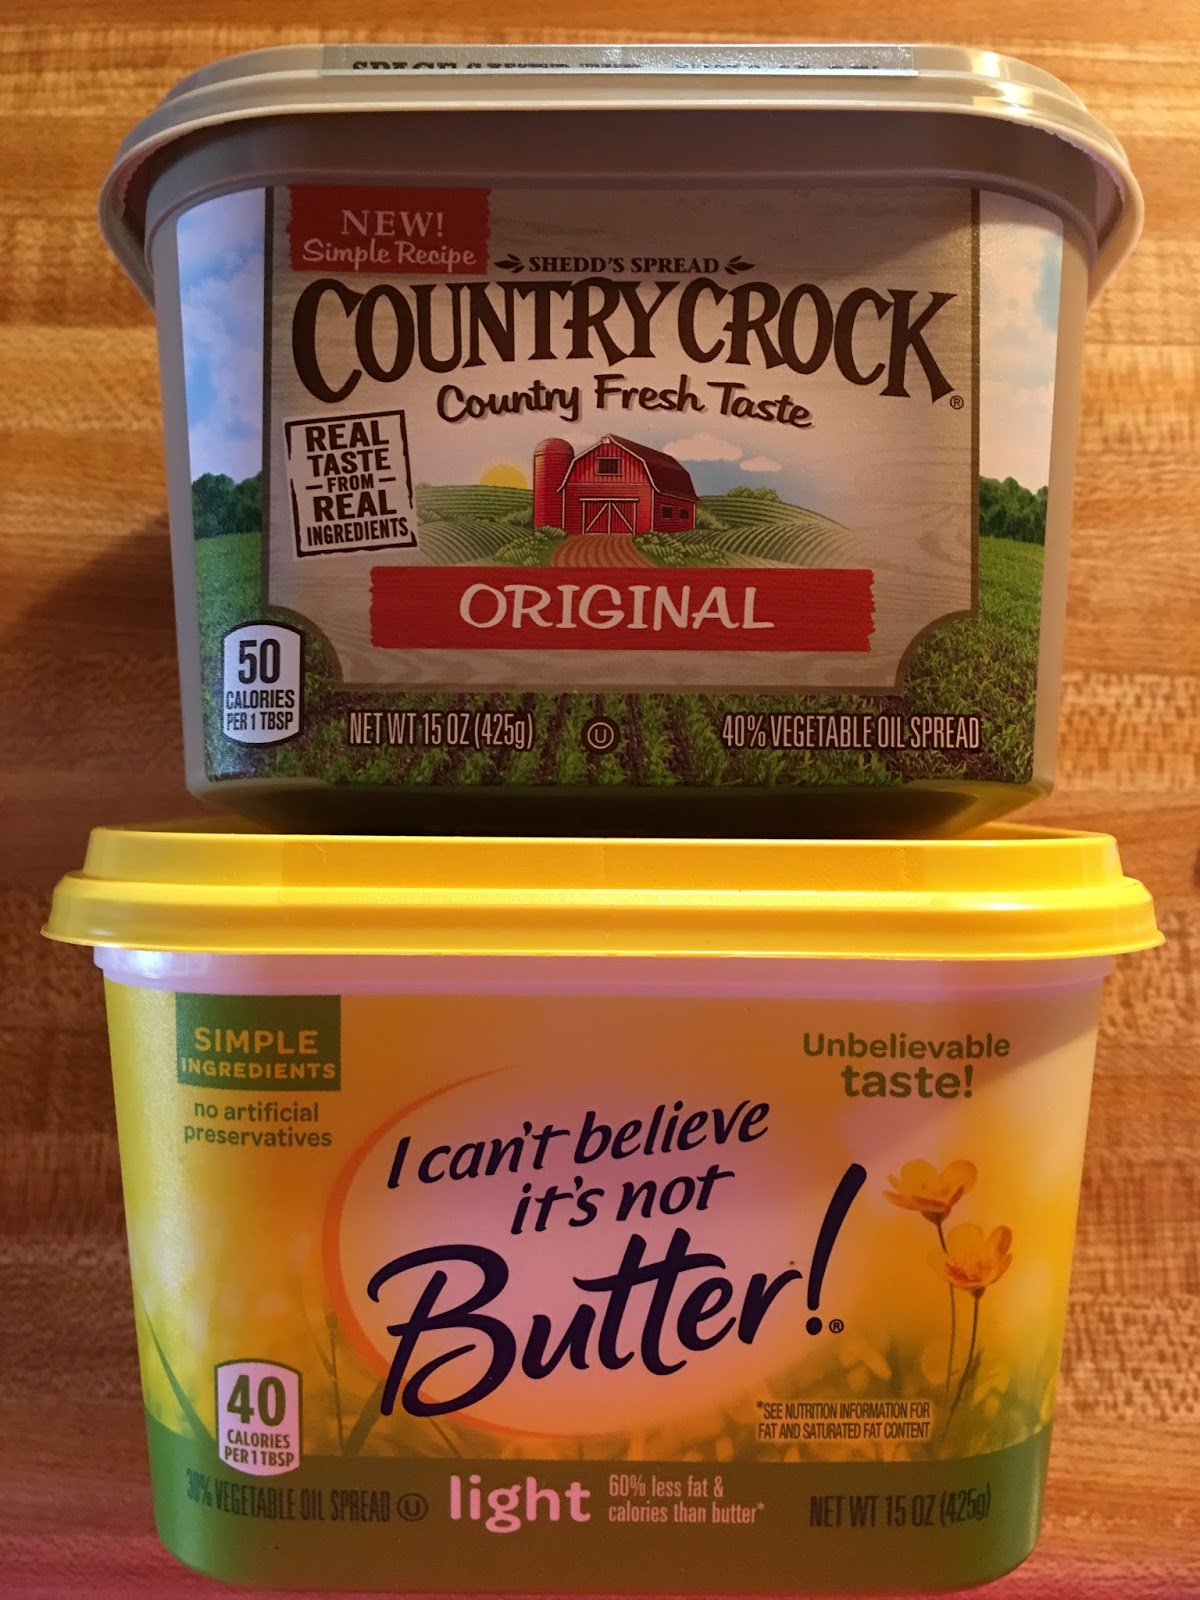 NEW!
Simple Recipe
SHEDD'S SPREAD
COUNTRY CROCK®
Country Fresh Taste
REAL
TASTE
FROM
REAL
INGREDIENTS
ORIGINAL
50
CALORIES
PER 1 TBSP
NET WT 15 OZ (425g)
U
40% VEGETABLE OIL SPREAD
SIMPLE
INGREDIENTS
no artificial
preservatives
Unbelievable
taste!
I can't believe
it's not
Butter!®
40
CALORIES
PER 1 TBSP
*SEE NUTRITION INFORMATION FOR
FAT AND SATURATED FAT CONTENT
30% VEGETABLE OIL SPREAD U
light
60% less fat &
calories than butter*
NET WT 15 OZ (425g)